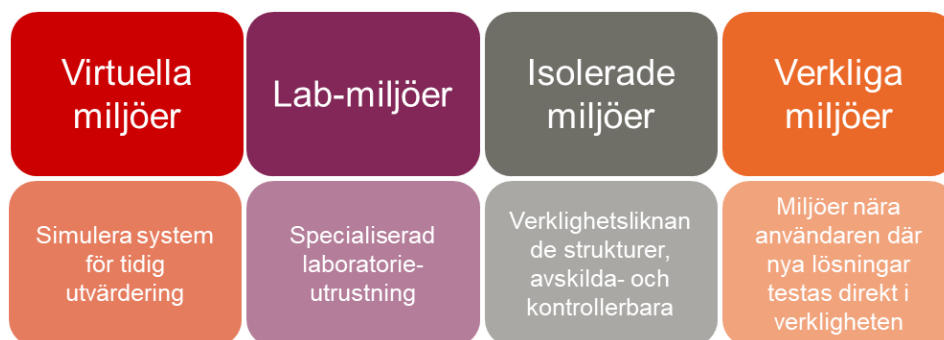 Virtuella
miljöer
Lab-miljöer
Isolerade
miljöer
Verkliga
miljöer
Simulera system
för tidig
utvärdering
Specialiserad
laboratorie-
utrustning
Verklighetsliknan
de strukturer,
avskilda- och
kontrollerbara
Miljöer nära
användaren där
nya lösningar
testas direkt i
verkligheten